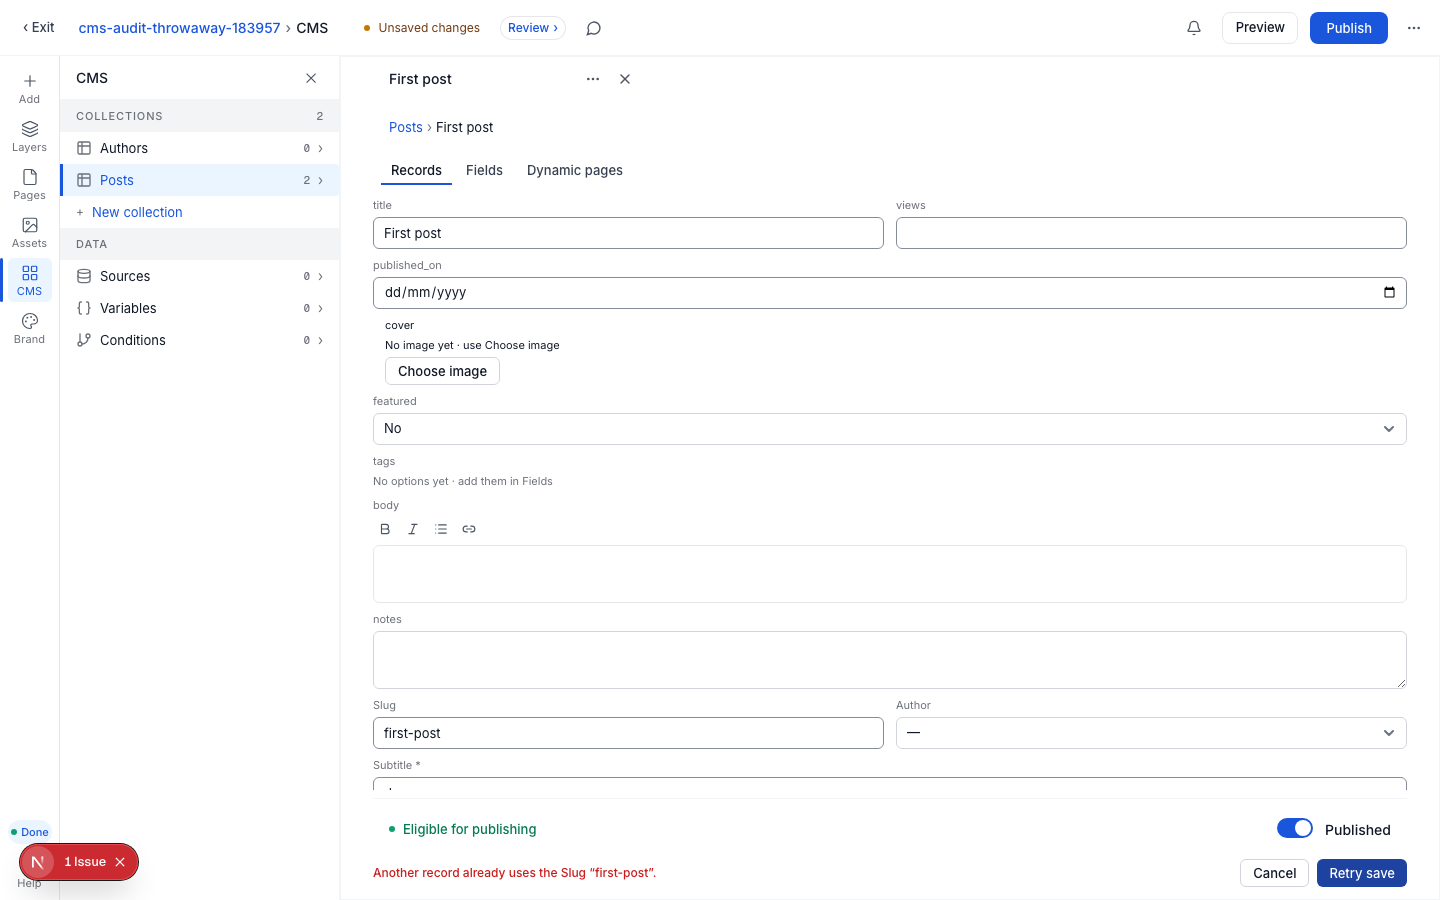 ‹ Exit
cms-audit-throwaway-183957 › CMS
Unsaved changes
Review ›
Preview
Publish
Add
Layers
Pages
Assets
CMS
Brand
Done
1 Issue
Help
CMS
COLLECTIONS 2
Authors 0
Posts 2 ›
+ New collection
DATA
Sources 0 ›
Variables 0 ›
Conditions 0 ›
First post
Posts › First post
Records Fields Dynamic pages
title
First post
views
published_on
dd/mm/yyyy
cover
No image yet · use Choose image
Choose image
featured
No
tags
No options yet · add them in Fields
body
notes
Slug
first-post
Author
—
Subtitle *
Eligible for publishing
Published
Another record already uses the Slug “first-post”.
Cancel
Retry save